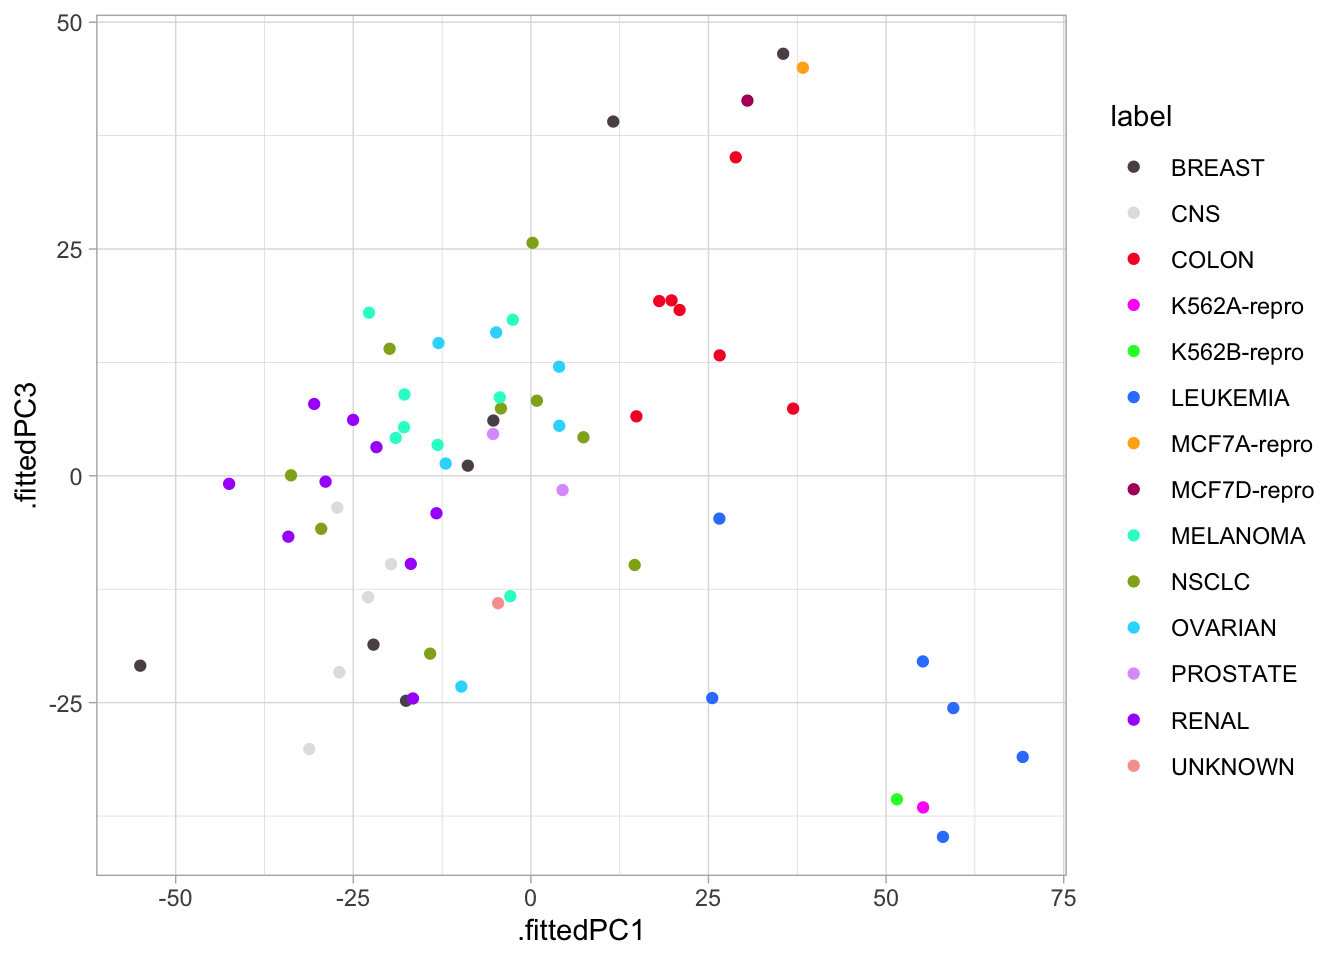 50
25
0
-25
.fittedPC3
-50
-25
0
25
50
75
.fittedPC1
label
BREAST
CNS
COLON
K562A-repro
K562B-repro
LEUKEMIA
MCF7A-repro
MCF7D-repro
MELANOMA
NSCLC
OVARIAN
PROSTATE
RENAL
UNKNOWN